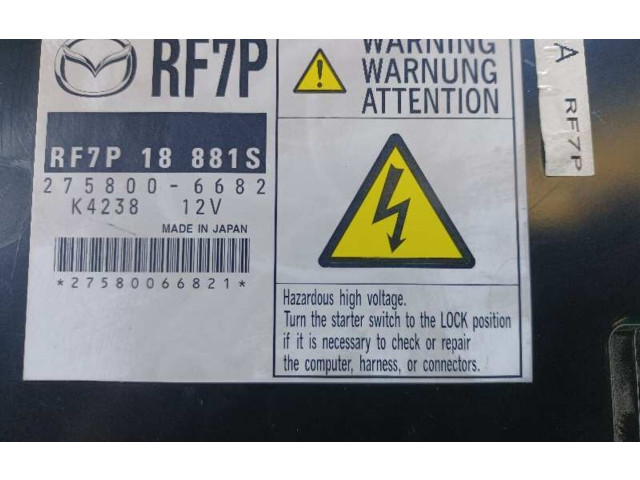 RF7P
RF7P 18 881S
275800-6682
K4238 12V
MADE IN JAPAN
*27580066821*
WARNING
WARNUNG
ATTENTION
Hazardous high voltage.
Turn the starter switch to the LOCK position
if it is necessary to check or repair
the computer, harness, or connectors.
A
RF7P